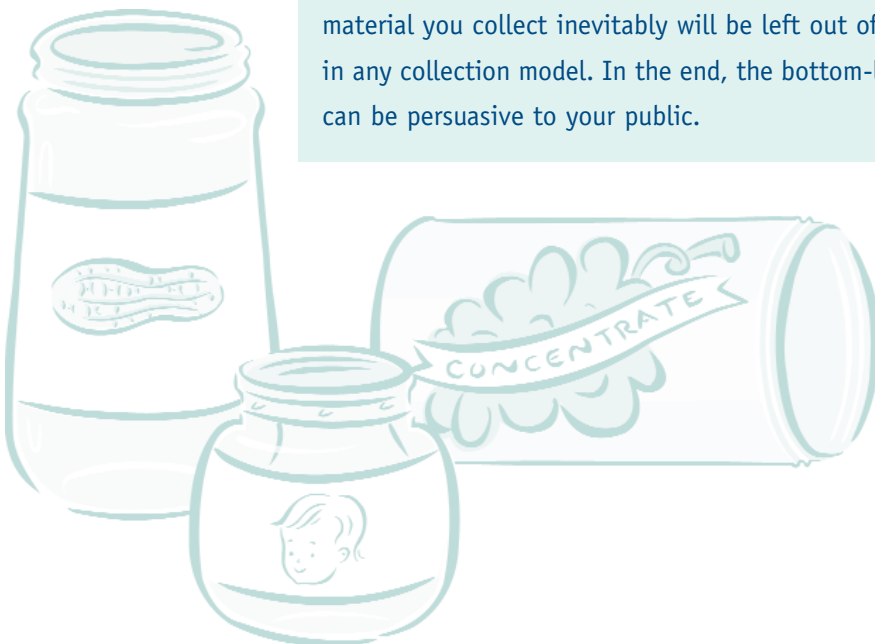 material you collect inevitably will be left out of
in any collection model. In the end, the bottom-l
can be persuasive to your public.
CONCENTRATE